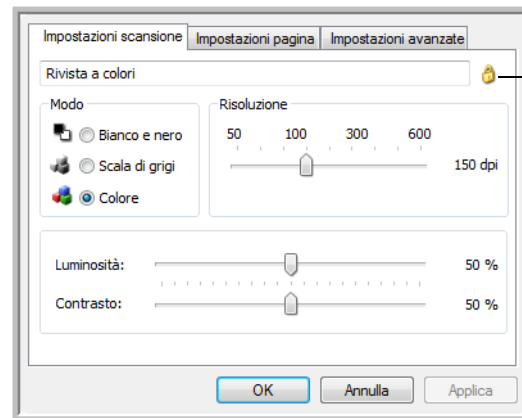 Impostazioni scansione Impostazioni pagina Impostazioni avanzate
Rivista a colori
Modo
Bianco e nero
Scala di grigi
Colore
Risoluzione
50 100 300 600
150 dpi
Luminosità: 50 %
Contrasto: 50 %
OK Annulla Applica